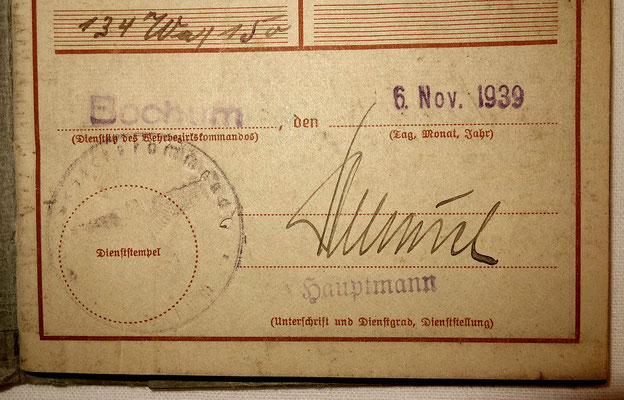 134 Way 150
Bochum, den 6. Nov. 1939
(Dienstsitz des Wehrbezirkskommandos) (Tag, Monat, Jahr)
Dienststempel
Hauptmann
(Unterschrift und Dienstgrad, Dienststellung)